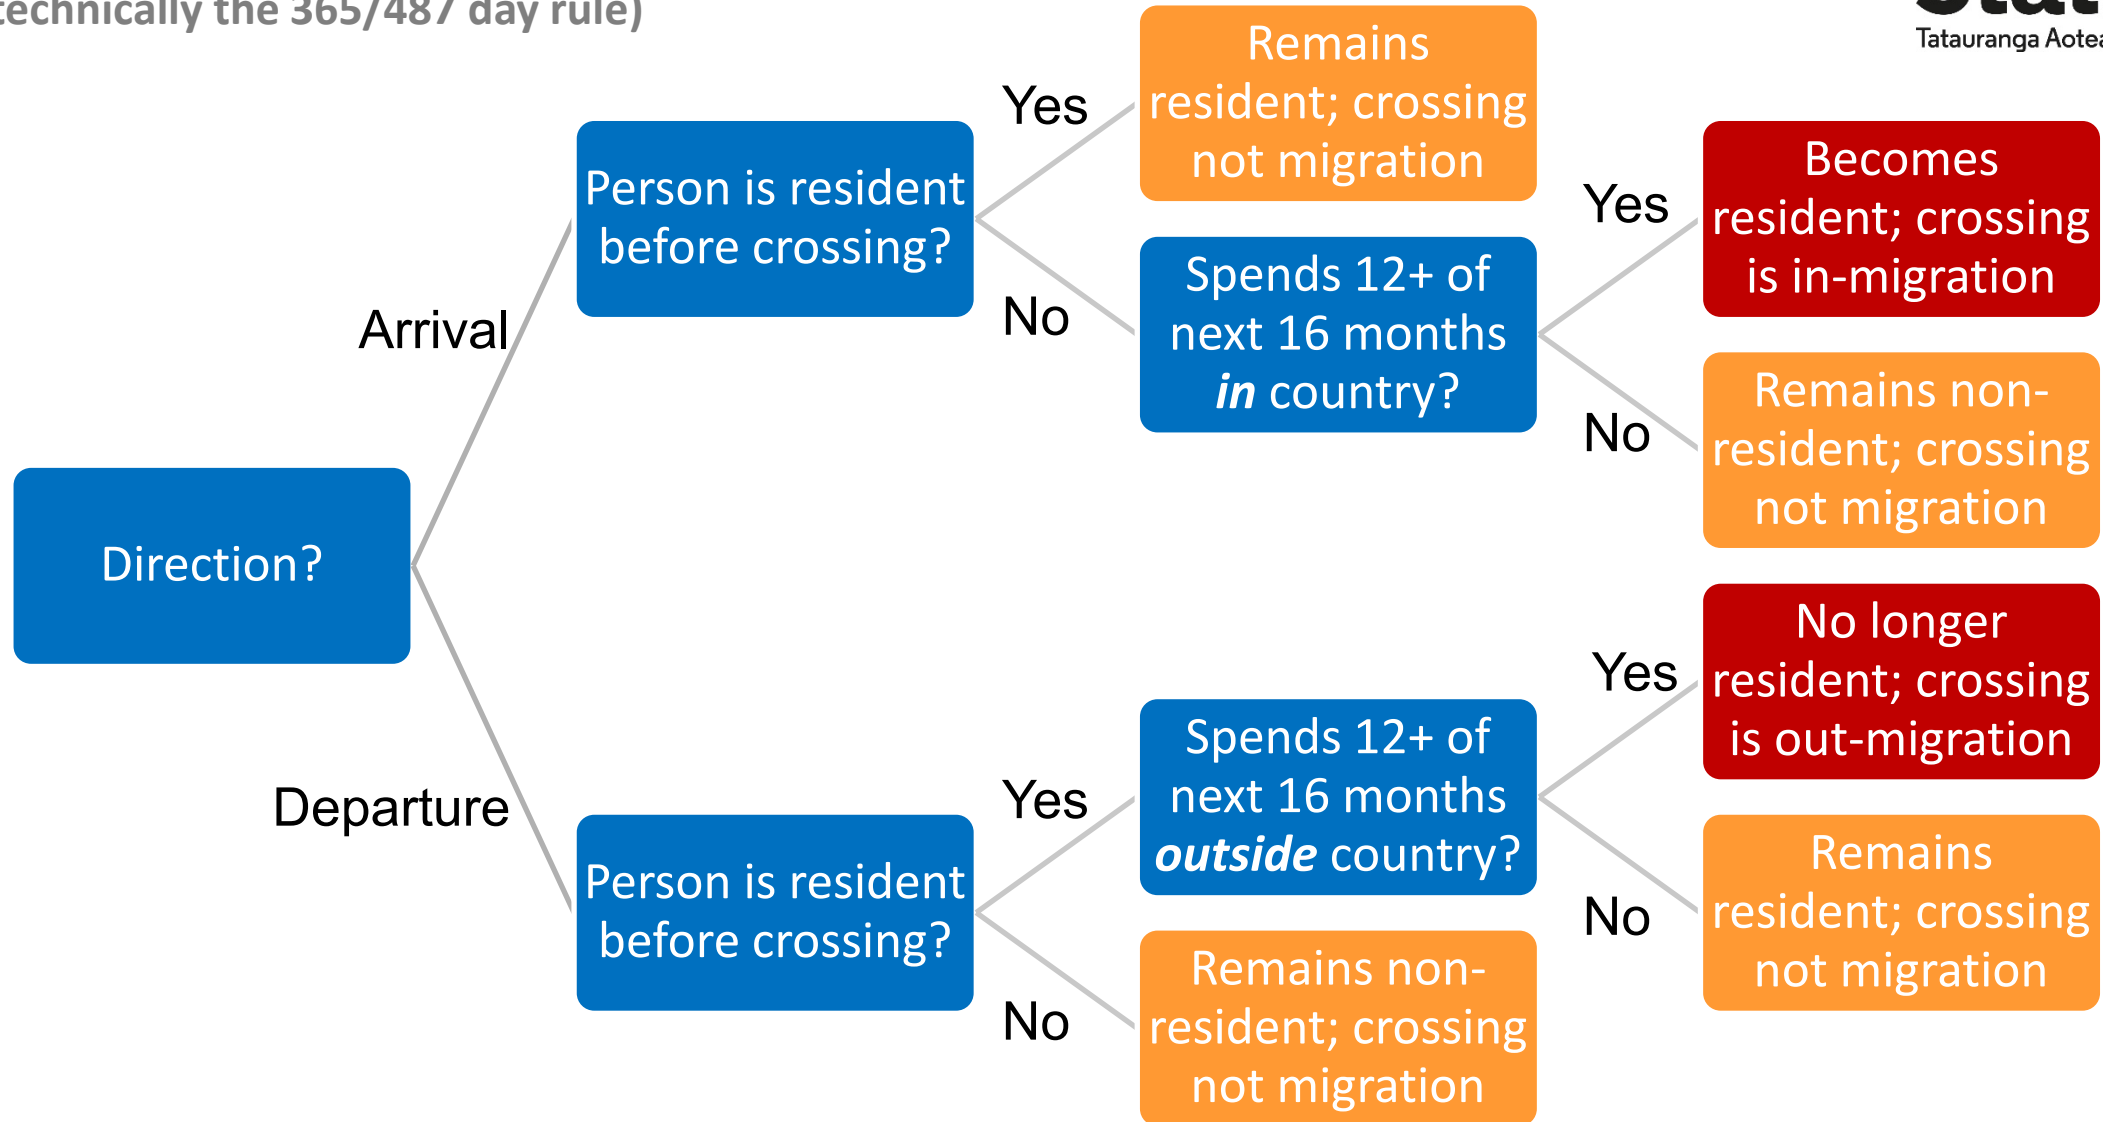 technically the 365/487 day rule)
Tatauranga
Remains
resident; crossing
not migration
Yes
Person is resident
before crossing?
Becomes
resident; crossing
is in-migration
Yes
Spends 12+ of
next 16 months
in country?
No
Arrival
Remains non-
resident; crossing
not migration
No
Direction?
No longer
resident; crossing
is out-migration
Yes
Spends 12+ of
next 16 months
outside country?
Yes
Departure
Person is resident
before crossing?
Remains
resident; crossing
not migration
No
Remains non-
resident; crossing
not migration
No